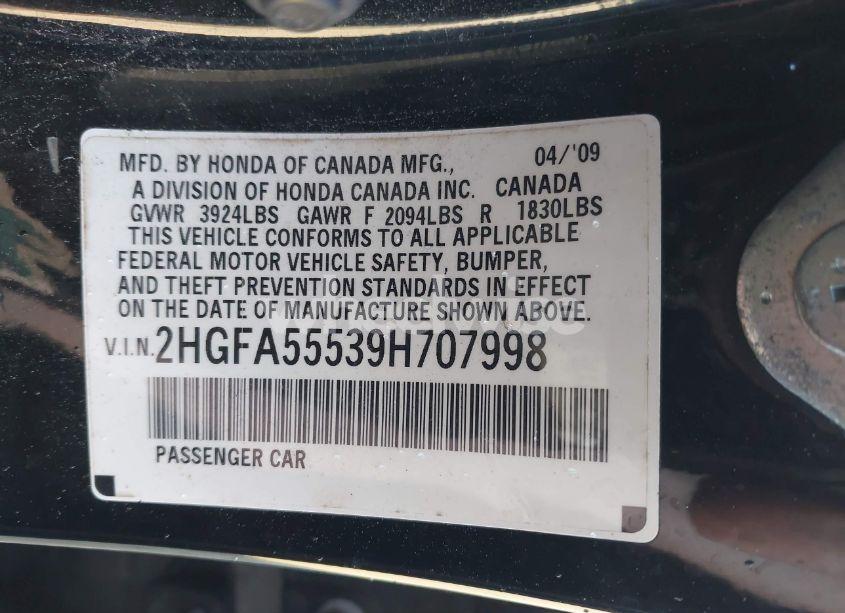 MFD. BY HONDA OF CANADA MFG., 04/'09
A DIVISION OF HONDA CANADA INC. CANADA
GVWR 3924LBS GAWR F 2094LBS R 1830LBS
THIS VEHICLE CONFORMS TO ALL APPLICABLE
FEDERAL MOTOR VEHICLE SAFETY, BUMPER,
AND THEFT PREVENTION STANDARDS IN EFFECT
ON THE DATE OF MANUFACTURE SHOWN ABOVE.
V.I.N. 2HGFA55539H707998
PASSENGER CAR